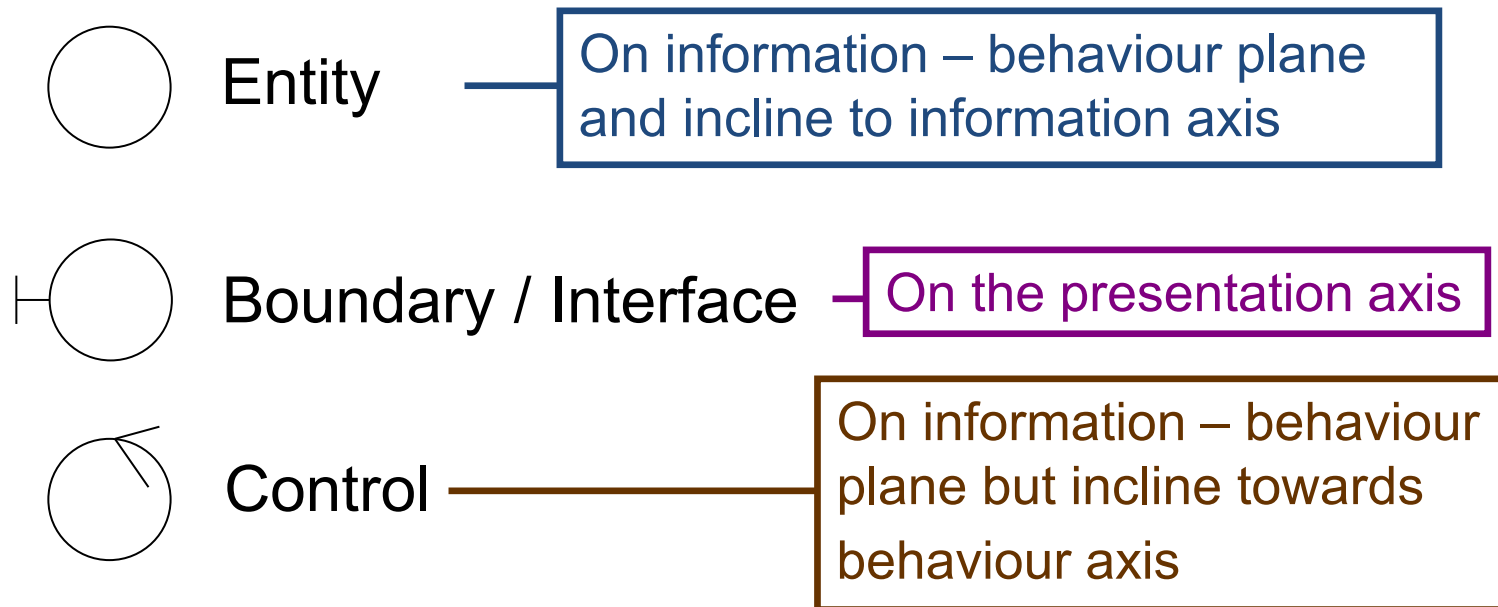 Entity
On information – behaviour plane
and incline to information axis
Boundary / Interface
On the presentation axis
Control
On information – behaviour
plane but incline towards
behaviour axis